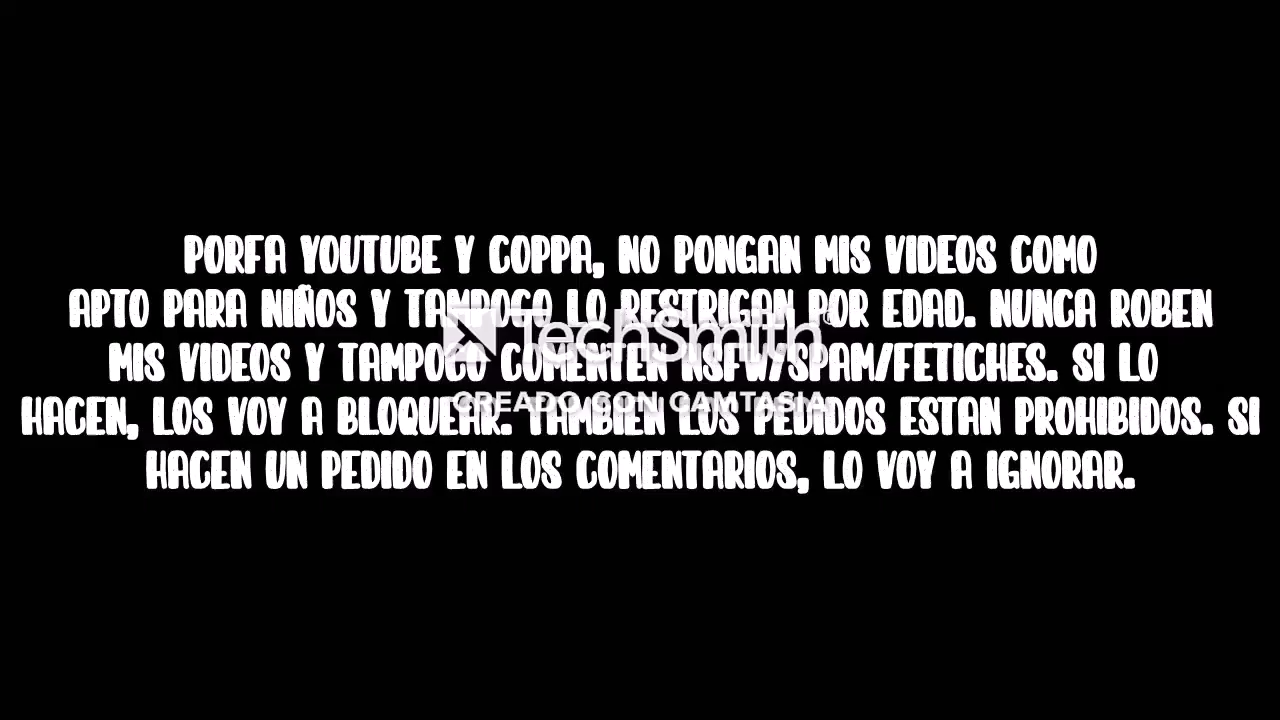 PORFA YOUTUBE Y COPPA, NO PONGAN MIS VIDEOS COMO
APTO PARA NIÑOS Y TAMPOCO LO RESTRIGAN POR EDAD. NUNCA ROBEN
MIS VIDEOS Y TAMPOCO COMENTEN NSFW/SPAM/FETICHES. SI LO
HACEN, LOS VOY A BLOQUEAR. TAMBIEN LOS PEDIDOS ESTAN PROHIBIDOS. SI
HACEN UN PEDIDO EN LOS COMENTARIOS, LO VOY A IGNORAR.
TechSmith®
CREADO CON CAMTASIA